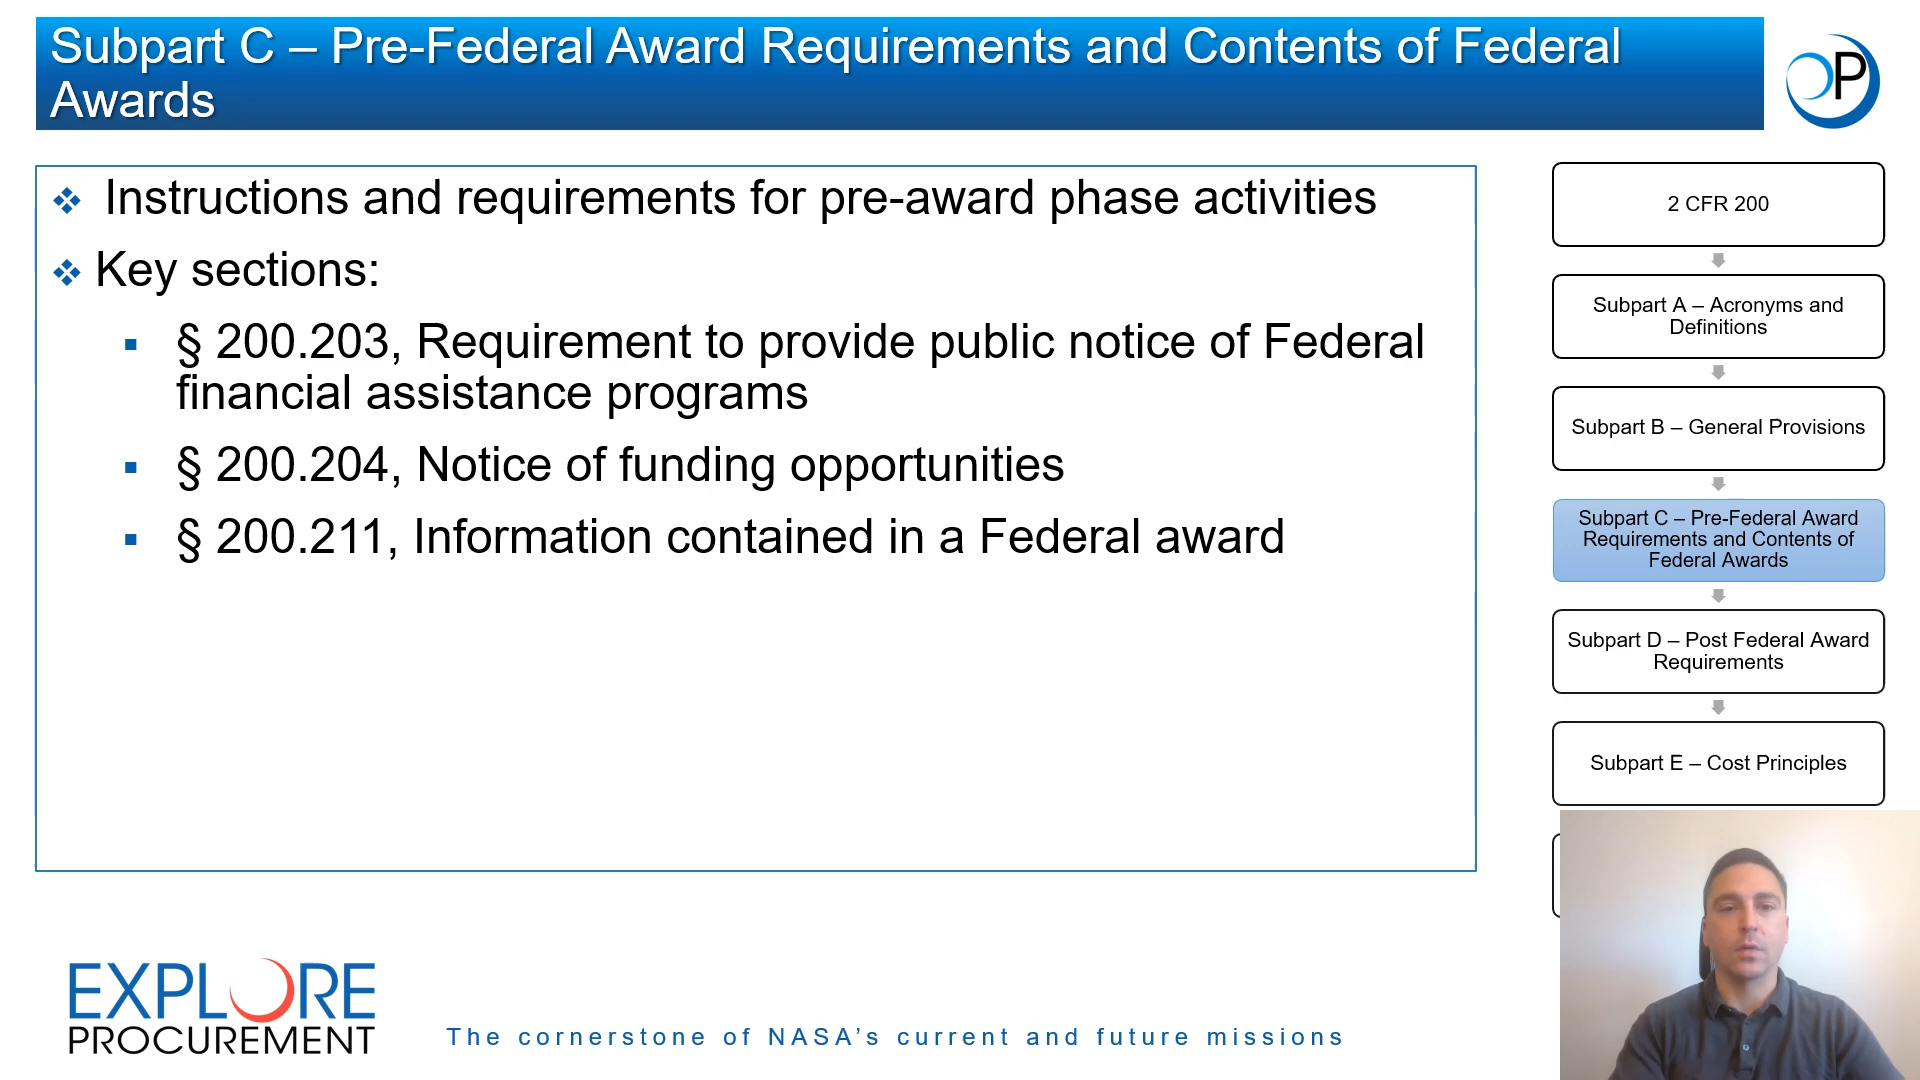 Subpart C – Pre-Federal Award Requirements and Contents of Federal
Awards
OP
❖ Instructions and requirements for pre-award phase activities
❖ Key sections:
▪ § 200.203, Requirement to provide public notice of Federal
financial assistance programs
▪ § 200.204, Notice of funding opportunities
▪ § 200.211, Information contained in a Federal award
2 CFR 200
Subpart A – Acronyms and
Definitions
Subpart B – General Provisions
Subpart C – Pre-Federal Award
Requirements and Contents of
Federal Awards
Subpart D – Post Federal Award
Requirements
Subpart E – Cost Principles
EXPLORE
PROCUREMENT
The cornerstone of NASA’s current and future missions